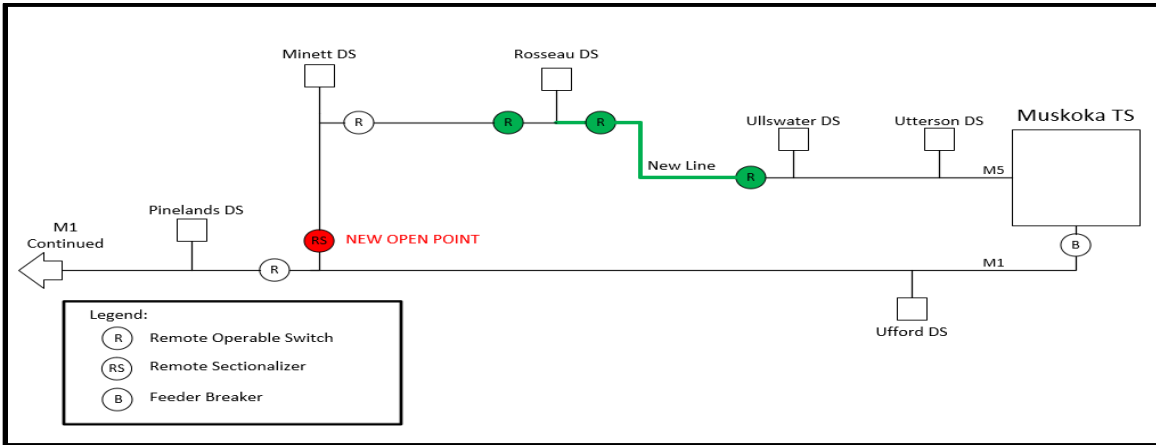 Minett DS
Rosseau DS
R
R
R
Ullswater DS
Utterson DS
Muskoka TS
New Line
R
M5
Pinelands DS
M1
Continued
RS
NEW OPEN POINT
B
R
M1
Ufford DS
Legend:
R Remote Operable Switch
RS Remote Sectionalizer
B Feeder Breaker